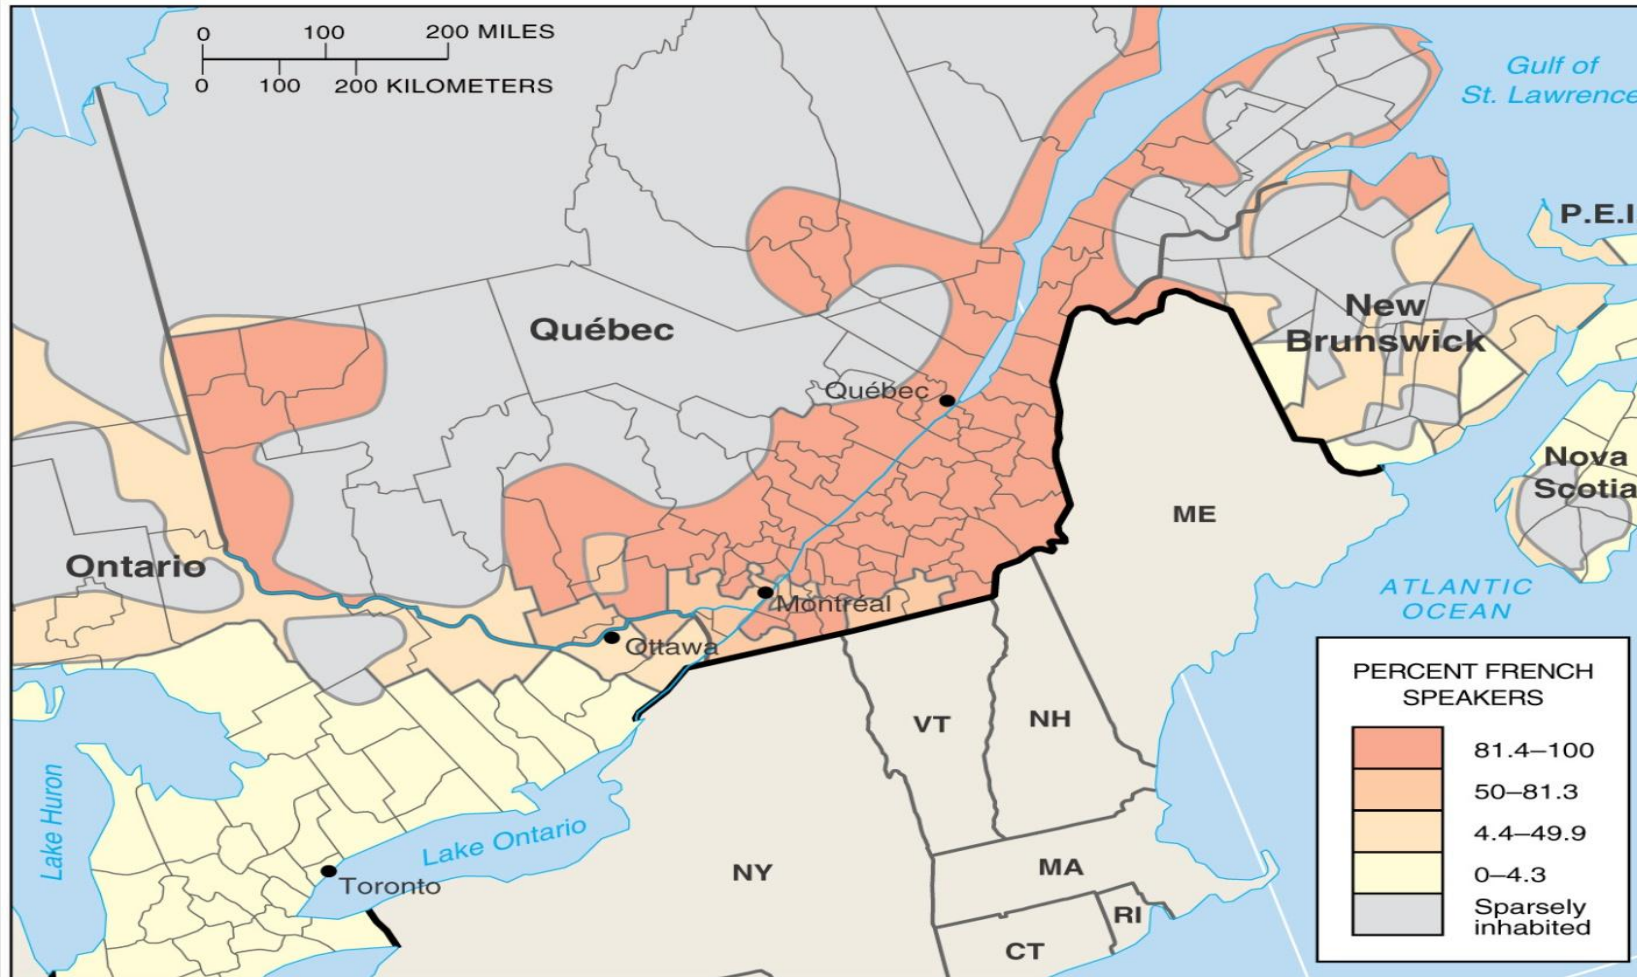 0 100 200 MILES
0 100 200 KILOMETERS
Gulf of
St. Lawrence
P.E.I
Québec
New
Brunswick
Québec
Nova
Scotia
ME
Ontario
ATLANTIC
OCEAN
Montréal
Ottawa
VT
NH
Lake Huron
Lake Ontario
Toronto
NY
MA
RI
CT
PERCENT FRENCH
SPEAKERS
81.4–100
50–81.3
4.4–49.9
0–4.3
Sparsely
inhabited